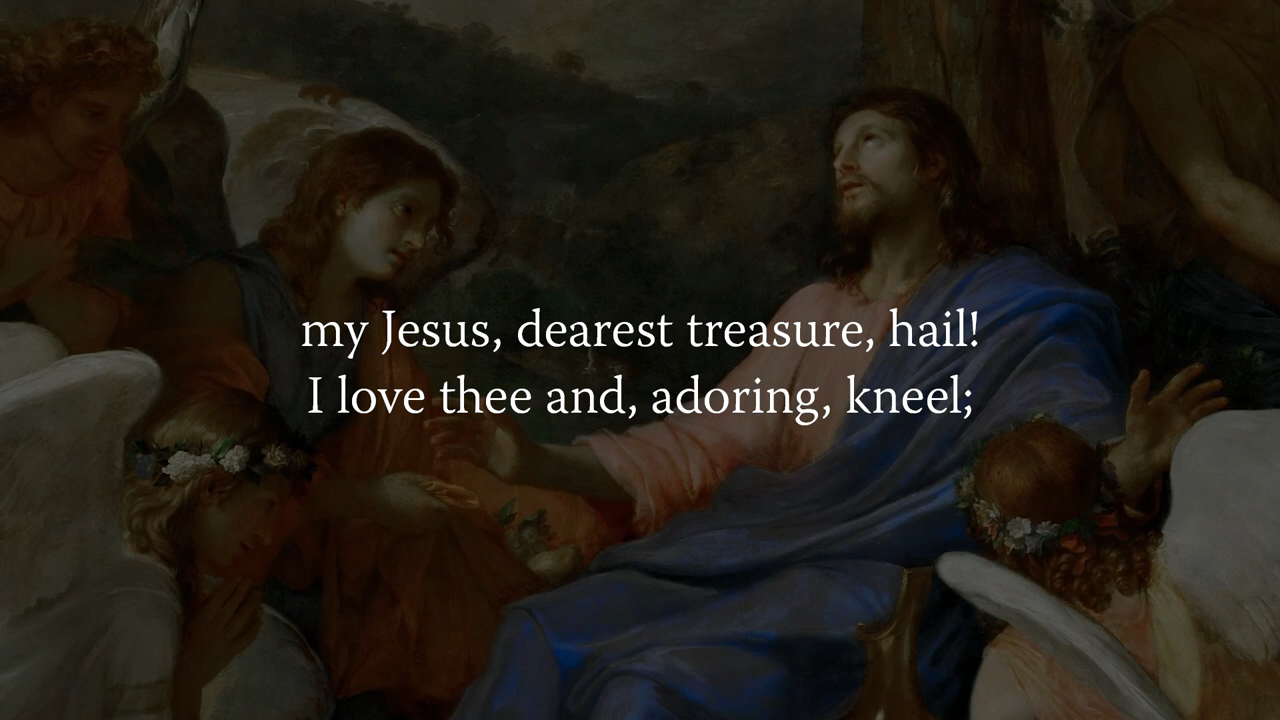 my Jesus, dearest treasure, hail!
I love thee and, adoring, kneel;